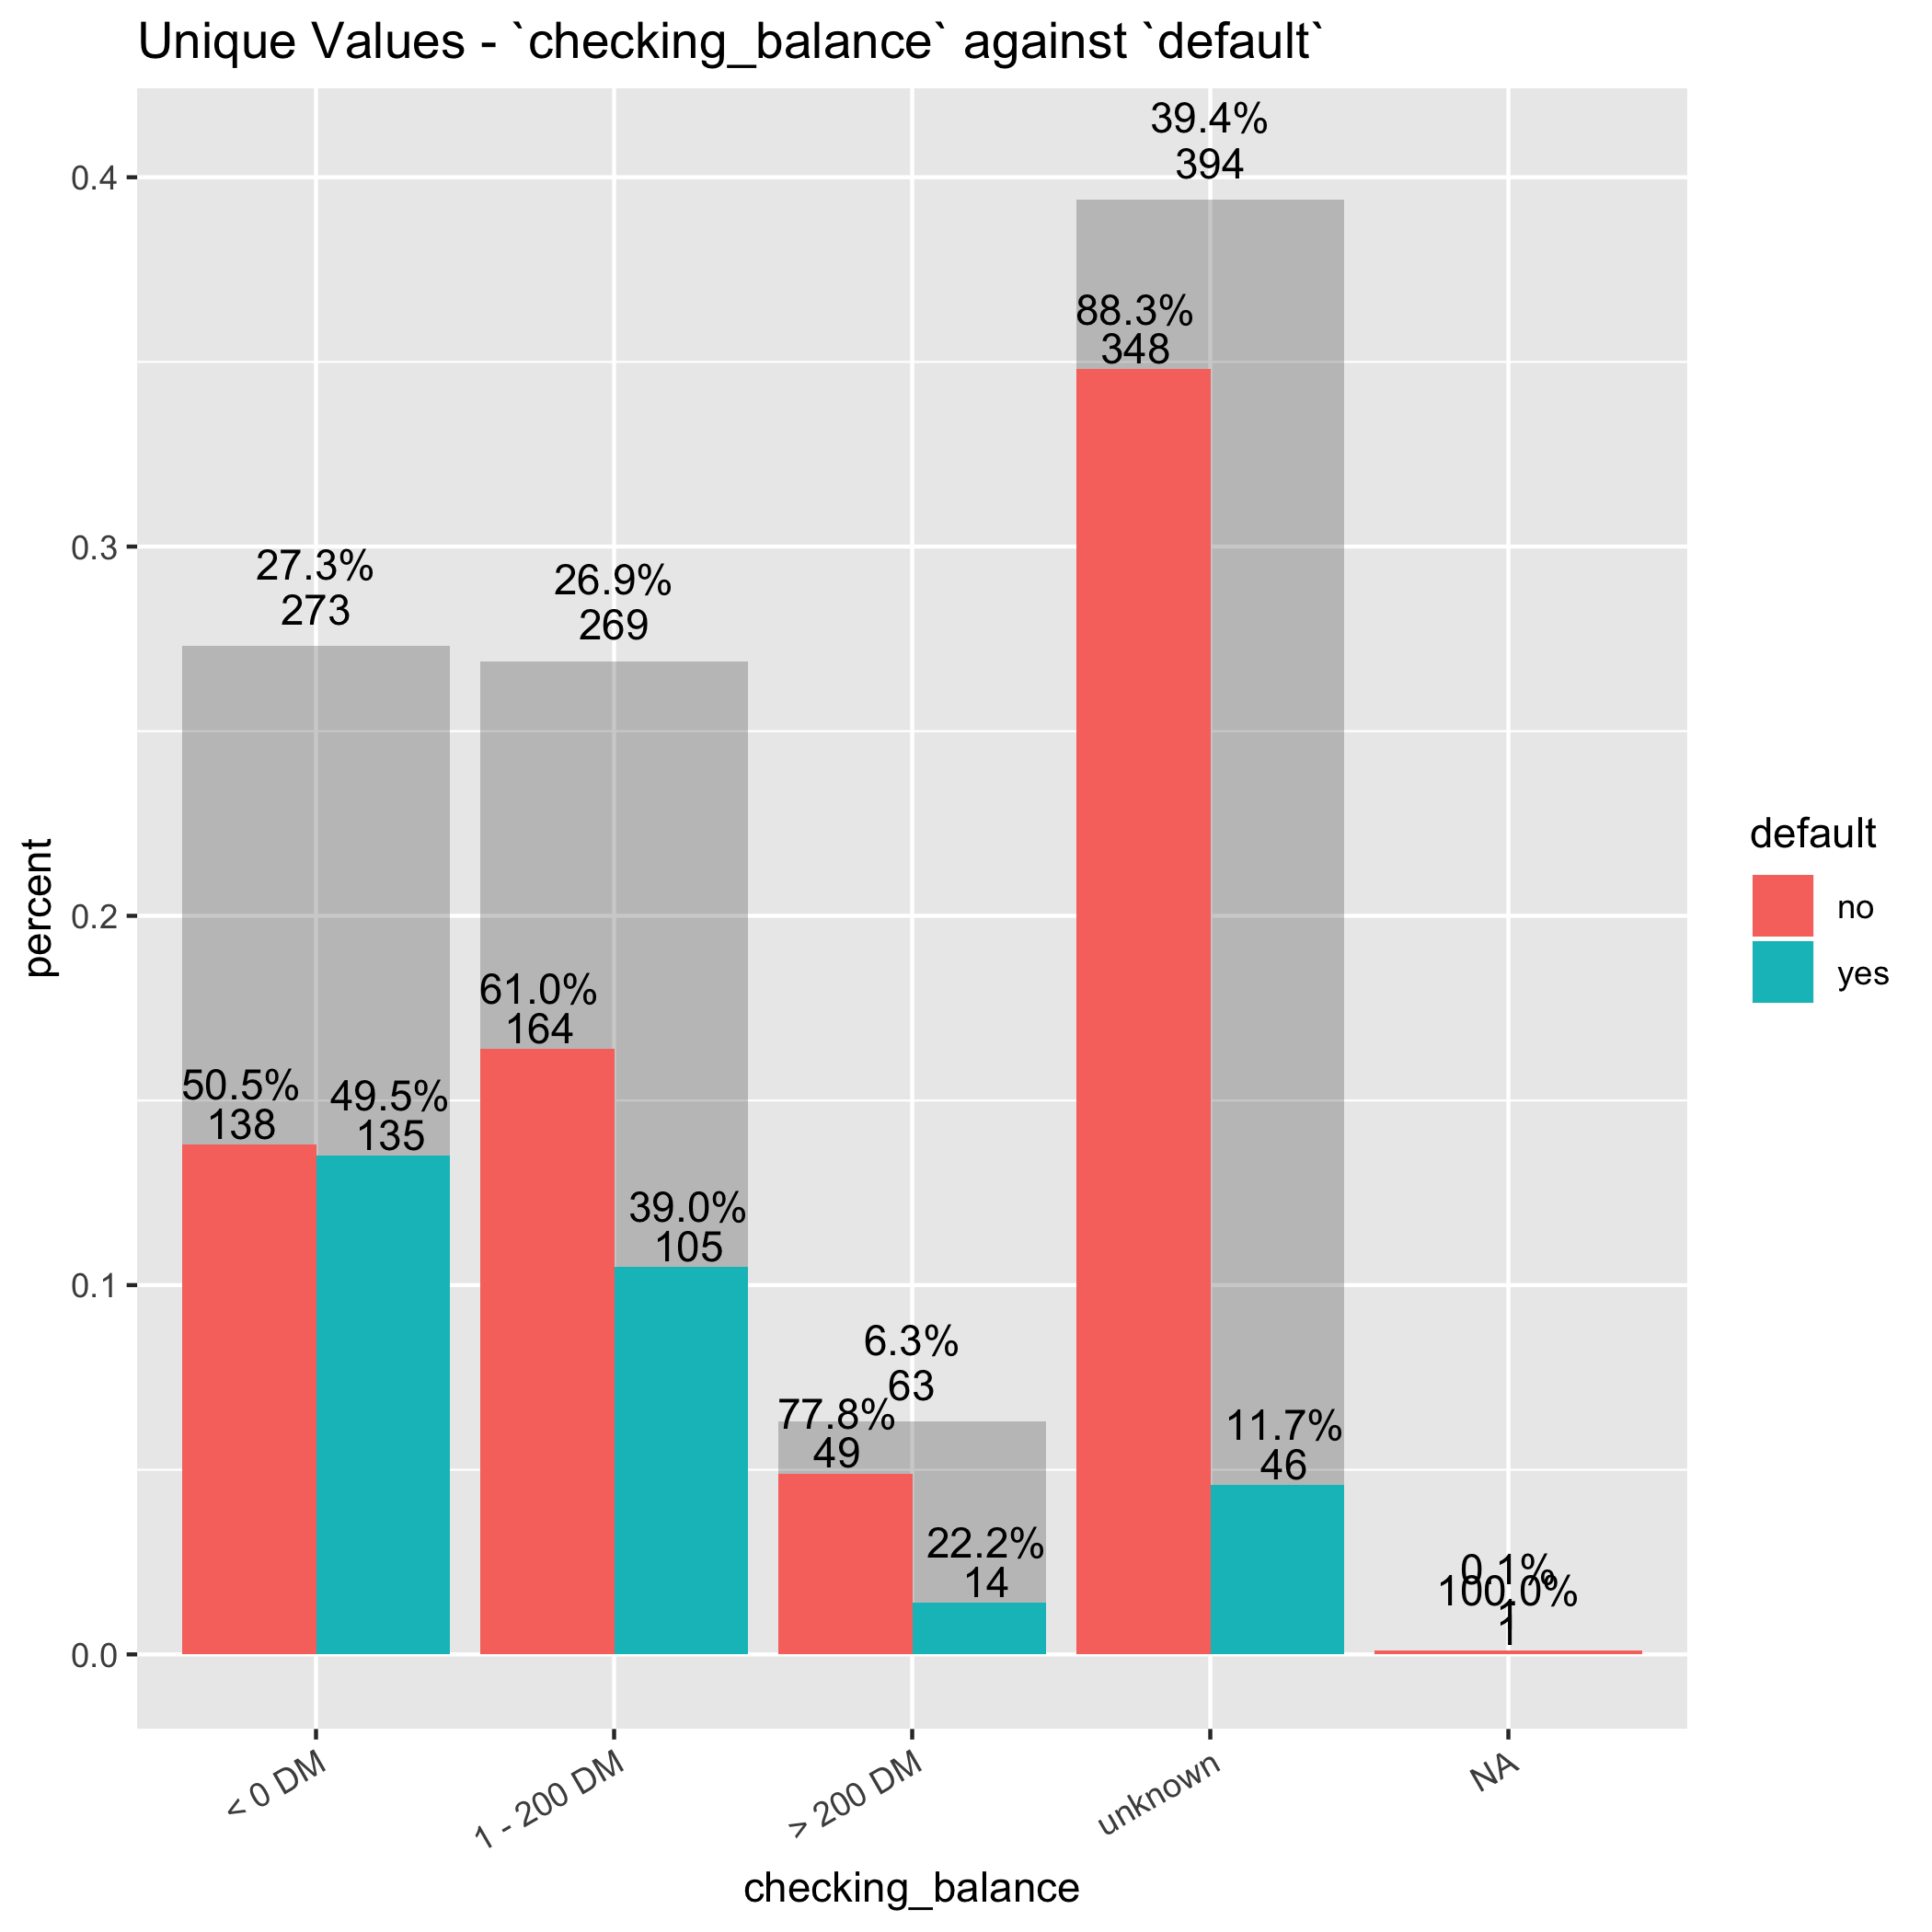 Unique Values - `checking_balance` against `default`
39.4%
394
0.4
88.3%
348
0.3
27.3%
273
26.9%
269
0.2
percent
61.0%
164
50.5%
138
49.5%
135
39.0%
105
0.1
6.3%
63
77.8%
49
11.7%
46
22.2%
14
0.1%
100.0%
1
0.0
< 0 DM
1 - 200 DM
> 200 DM
unknown
NA
checking_balance
default
no
yes